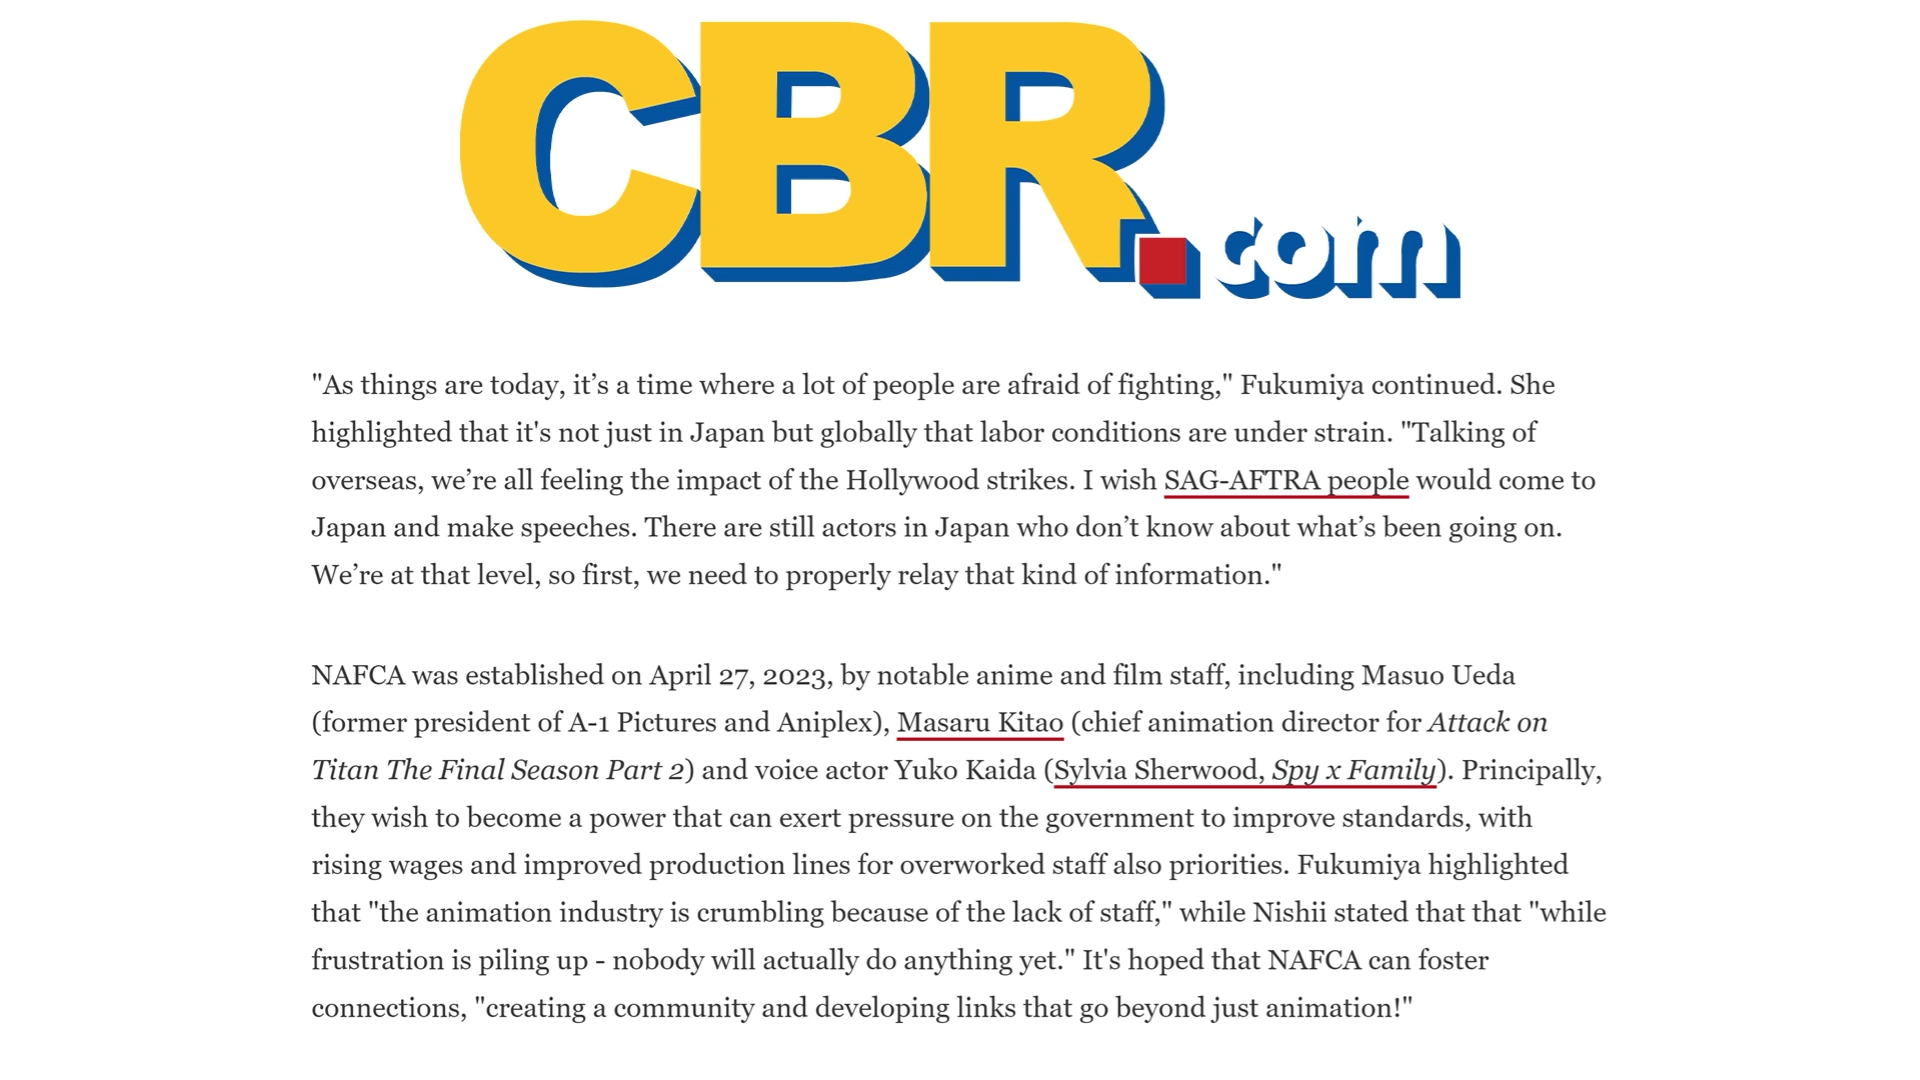 CBR.com
"As things are today, it’s a time where a lot of people are afraid of fighting," Fukumiya continued. She
highlighted that it's not just in Japan but globally that labor conditions are under strain. "Talking of
overseas, we’re all feeling the impact of the Hollywood strikes. I wish SAG-AFTRA people would come to
Japan and make speeches. There are still actors in Japan who don’t know about what’s been going on.
We’re at that level, so first, we need to properly relay that kind of information."
NAFCA was established on April 27, 2023, by notable anime and film staff, including Masuo Ueda
(former president of A-1 Pictures and Aniplex), Masaru Kitao (chief animation director for Attack on
Titan The Final Season Part 2) and voice actor Yuko Kaida (Sylvia Sherwood, Spy x Family). Principally,
they wish to become a power that can exert pressure on the government to improve standards, with
rising wages and improved production lines for overworked staff also priorities. Fukumiya highlighted
that "the animation industry is crumbling because of the lack of staff," while Nishii stated that that "while
frustration is piling up - nobody will actually do anything yet." It's hoped that NAFCA can foster
connections, "creating a community and developing links that go beyond just animation!"